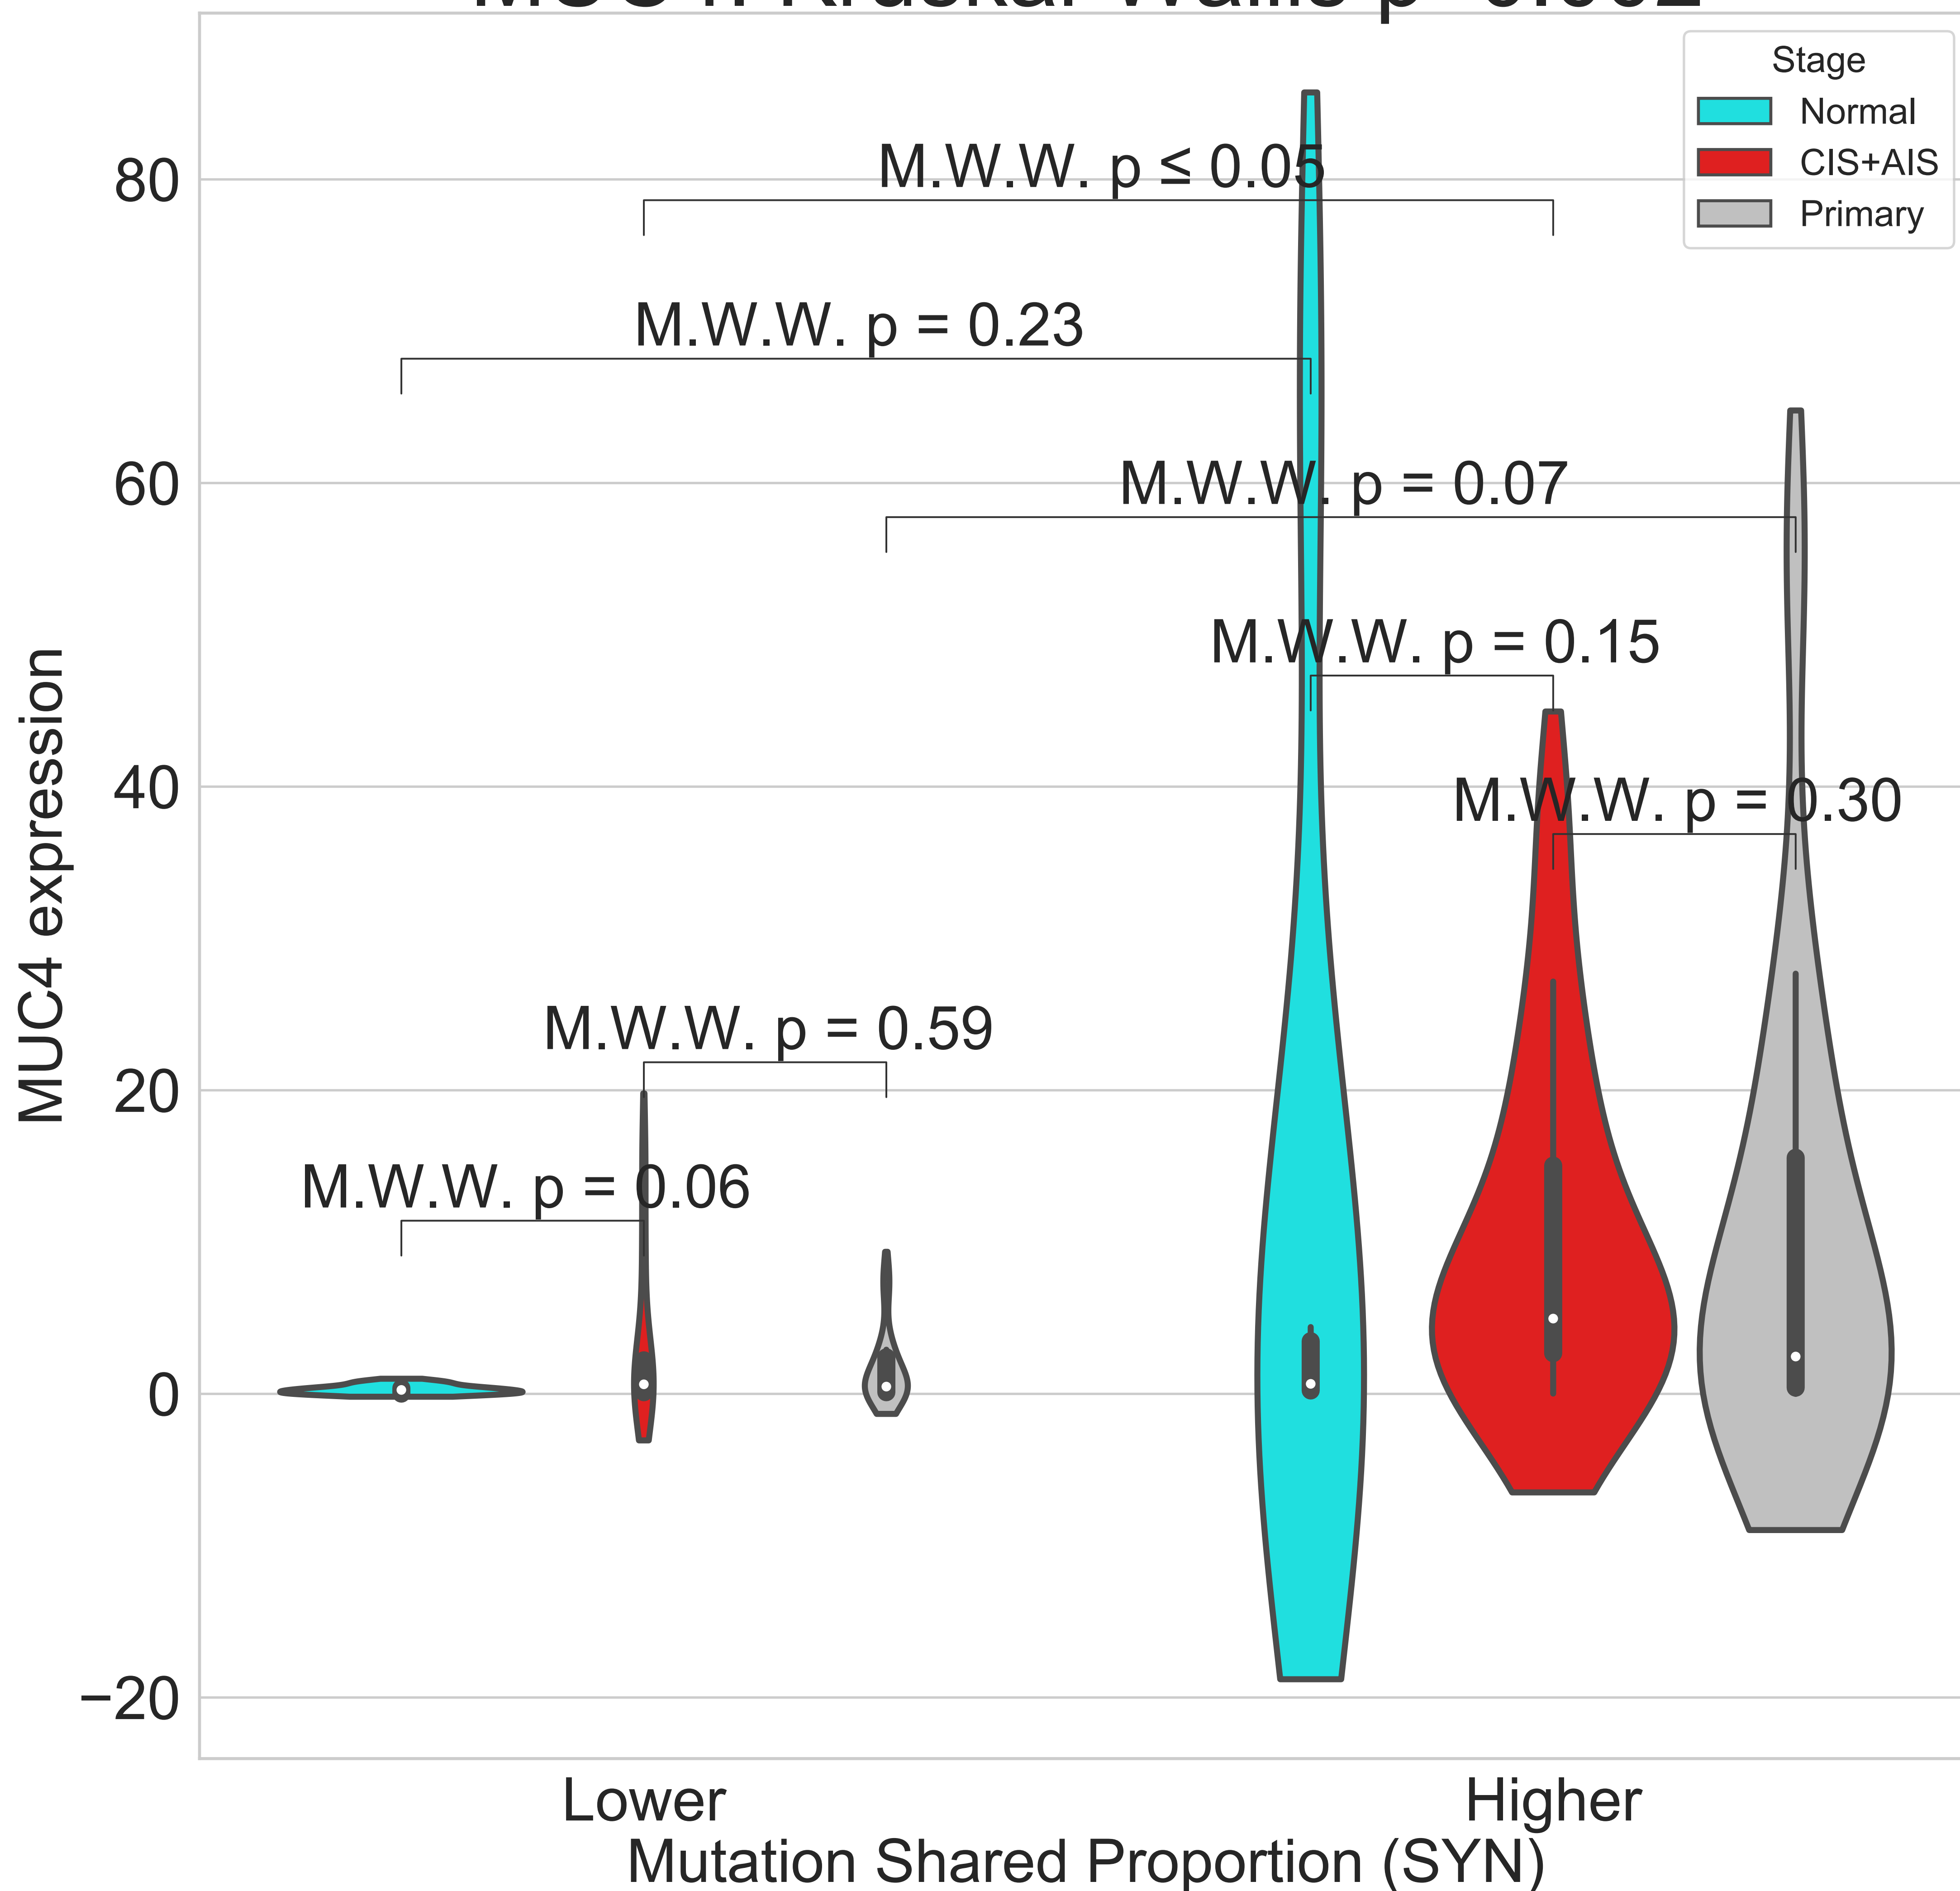 Stage
Normal
CIS+AIS
Primary
M.W.W. p ≤ 0.05
M.W.W. p = 0.23
M.W.W. p = 0.07
M.W.W. p = 0.15
M.W.W. p = 0.30
M.W.W. p = 0.59
M.W.W. p = 0.06
80
60
40
20
0
−20
MUC4 expression
Lower
Higher
Mutation Shared Proportion (SYN)